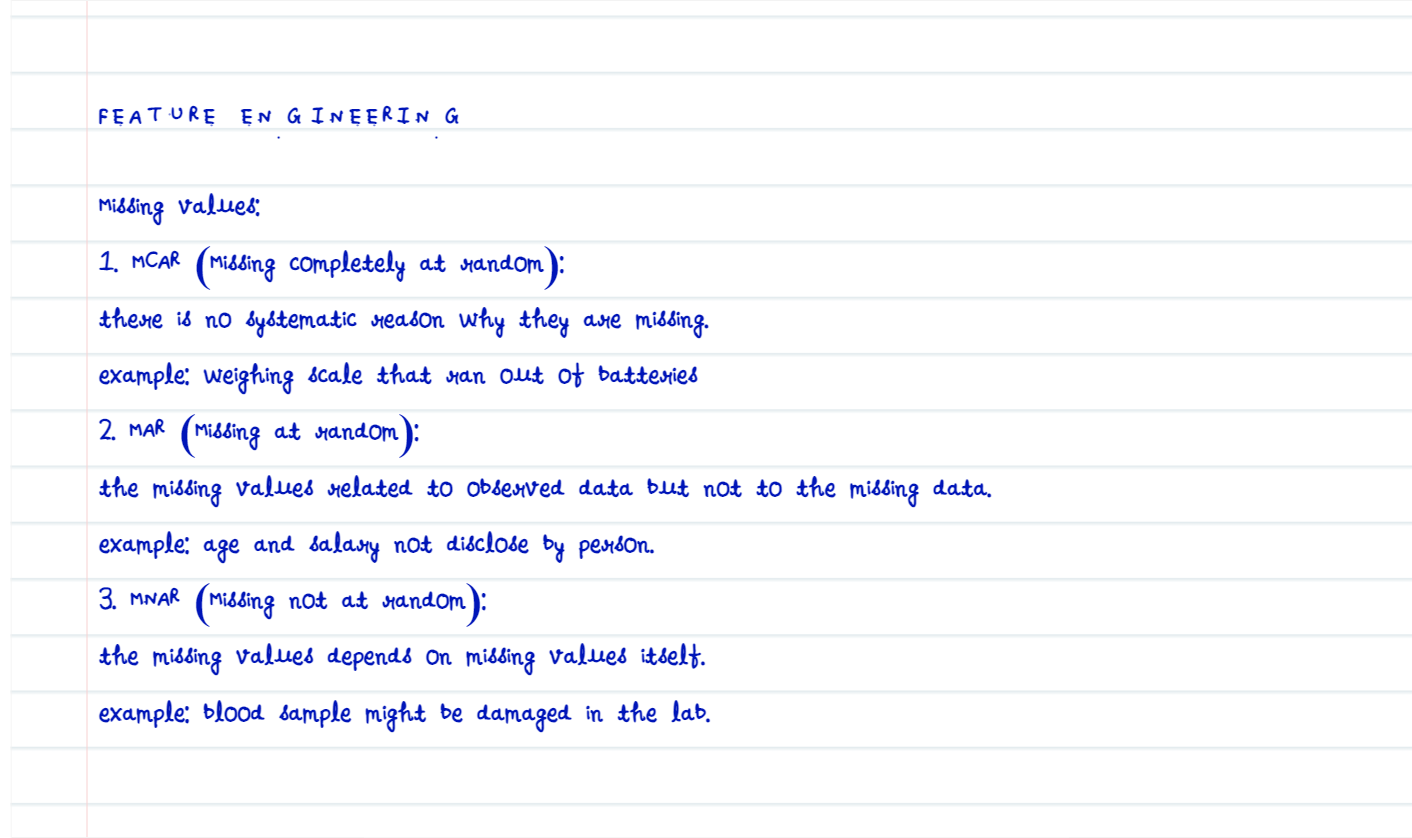 FEATURE ENGINEERING
Missing values:
1. MCAR (Missing completely at random):
there is no systematic reason why they are missing.
example: weighing scale that ran out of batteries
2. MAR (Missing at random):
the missing values related to observed data but not to the missing data.
example: age and salary not disclose by person.
3. MNAR (Missing not at random):
the missing values depends on missing values itself.
example: blood sample might be damaged in the lab.